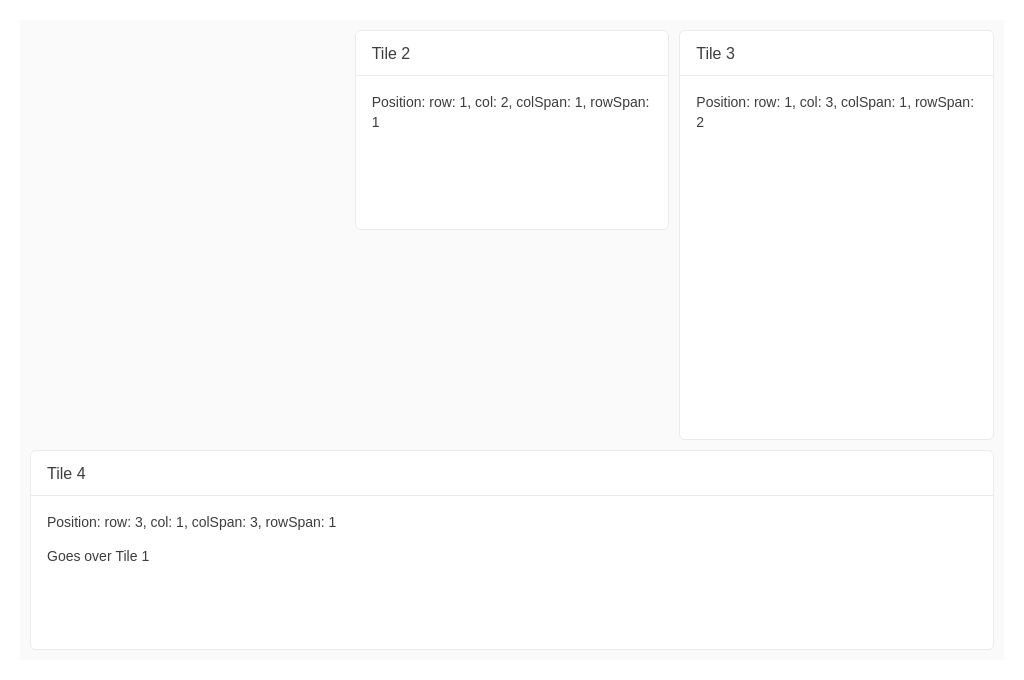 Tile 2
Position: row: 1, col: 2, colSpan: 1, rowSpan:
1
Tile 3
Position: row: 1, col: 3, colSpan: 1, rowSpan:
2
Tile 4
Position: row: 3, col: 1, colSpan: 3, rowSpan: 1
Goes over Tile 1